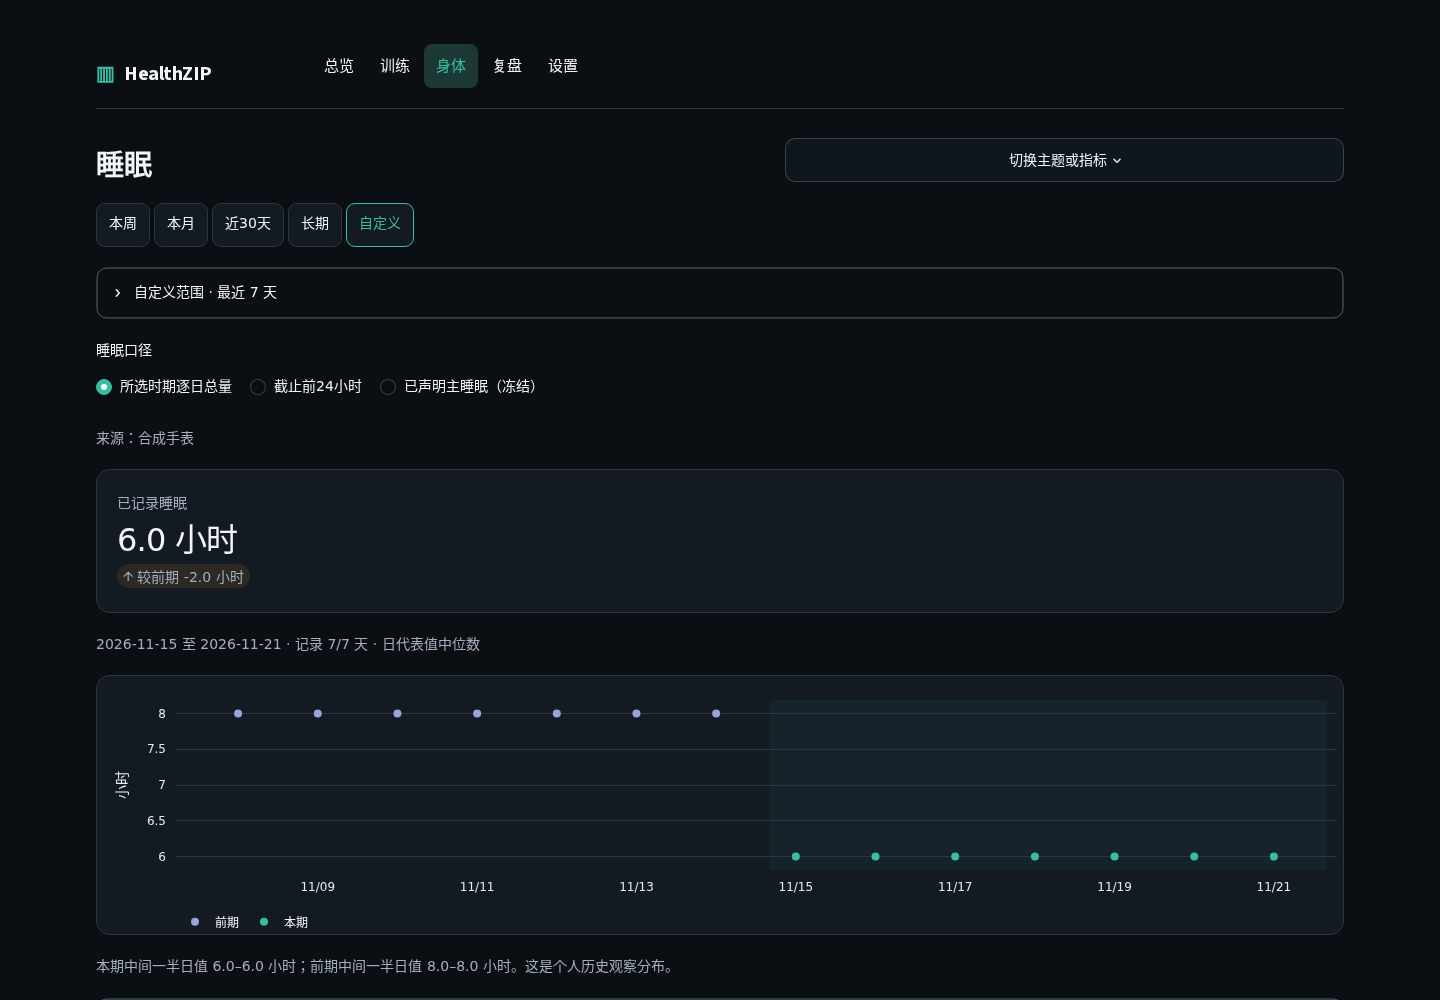 HealthZIP
总览 训练 身体 复盘 设置
睡眠
切换主题或指标
本周 本月 近30天 长期 自定义
自定义范围 · 最近 7 天
睡眠口径
所选时期逐日总量 截止前24小时 已声明主睡眠（冻结）
来源：合成手表
已记录睡眠
6.0 小时
↑ 较前期 -2.0 小时
2026-11-15 至 2026-11-21 · 记录 7/7 天 · 日代表值中位数
8
7.5
7
6.5
6
小时
11/09 11/11 11/13 11/15 11/17 11/19 11/21
前期 本期
本期中间一半日值 6.0–6.0 小时；前期中间一半日值 8.0–8.0 小时。这是个人历史观察分布。